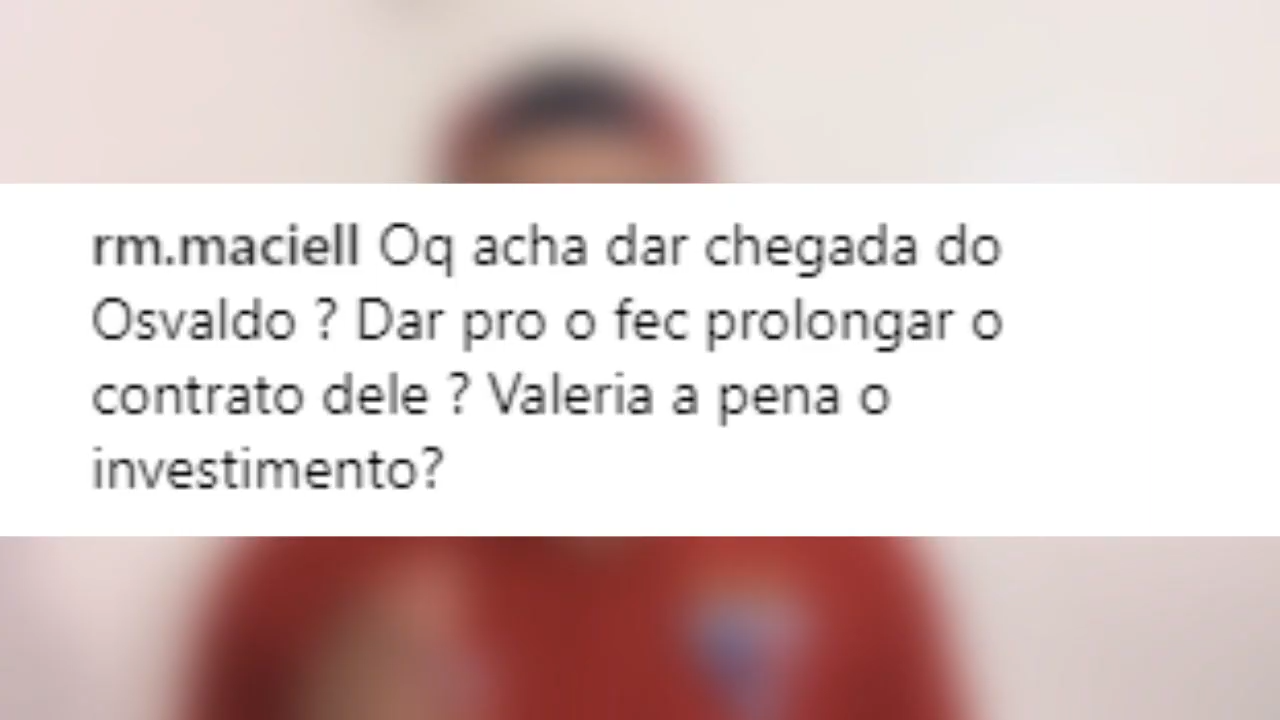 rm.maciell Oq acha dar chegada do
Osvaldo ? Dar pro o fec prolongar o
contrato dele ? Valeria a pena o
investimento?